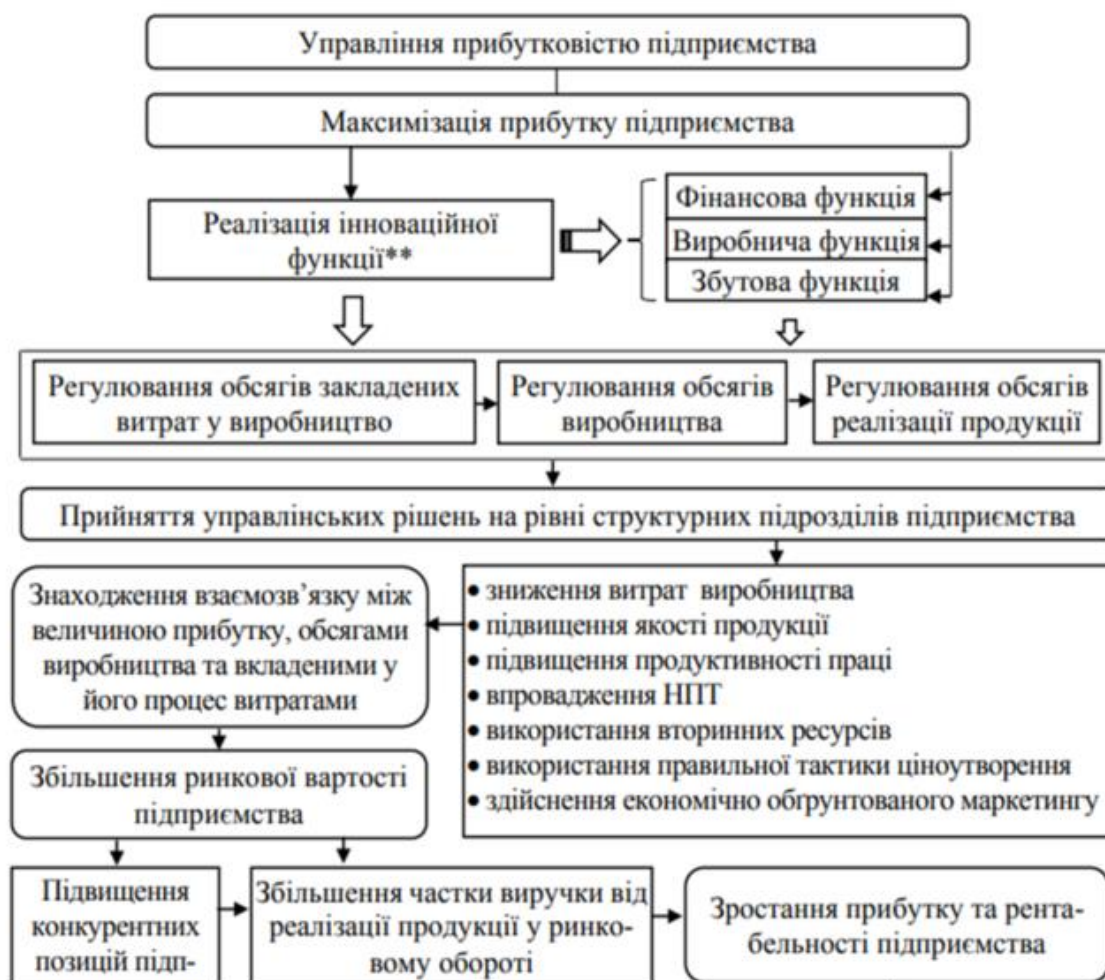 Управління прибутковістю підприємства
Максимізація прибутку підприємства
Реалізація інноваційної
функції**
Фінансова функція
Виробнича функція
Збутова функція
Регулювання обсягів закладених
витрат у виробництво
Регулювання обсягів
виробництва
Регулювання обсягів
реалізації продукції
Прийняття управлінських рішень на рівні структурних підрозділів підприємства
Знаходження взаємозв’язку між
величиною прибутку, обсягами
виробництва та вкладеними у
його процес витратами
• зниження витрат виробництва
• підвищення якості продукції
• підвищення продуктивності праці
• впровадження НПТ
• використання вторинних ресурсів
• використання правильної тактики ціноутворення
• здійснення економічно обґрунтованого маркетингу
Збільшення ринкової вартості
підприємства
Підвищення
конкурентних
позицій підп-
Збільшення частки виручки від
реалізації продукції у ринко-
вому обороті
Зростання прибутку та рента-
бельності підприємства